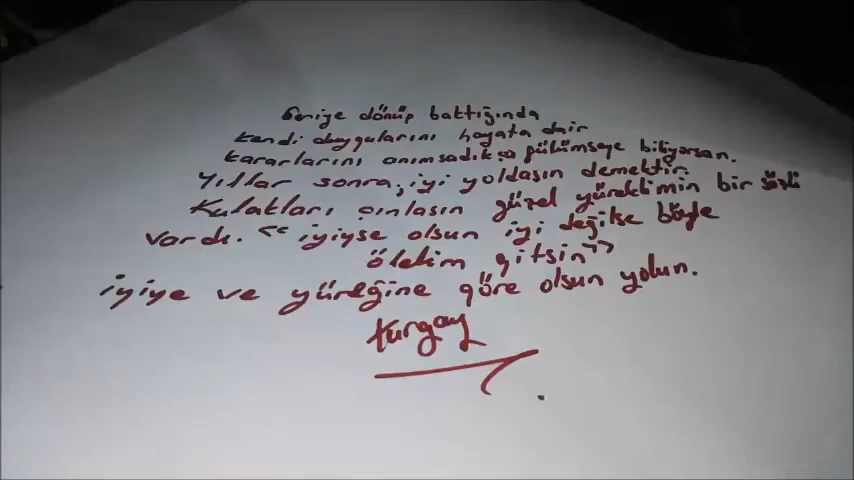 Geriye dönüp baktığında
kendi duygularını hayata dair
kararlarını anımsadıkça gülümseye biliyorsan.
Yıllar sonra, iyi yoldasın demektir.
Kulakları çınlasın güzel yüreklimin bir sözü
vardı. "iyiyse olsun iyi değilse böyle
ölelim gitsin"
iyiye ve yüreğine göre olsun yolun.
Turgay